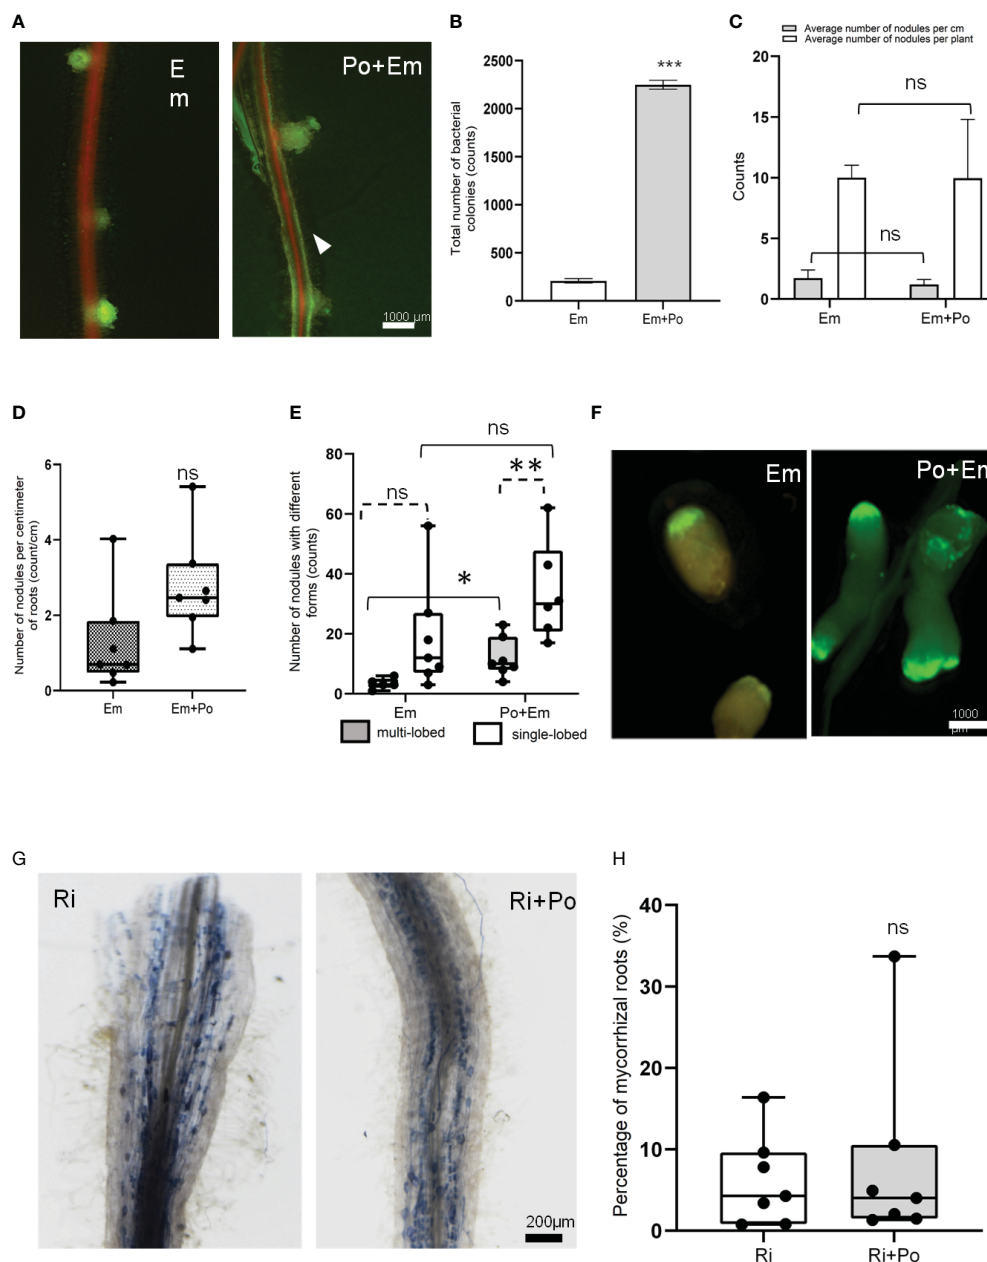 A
E
m
Po+Em
1000 µm
B
Total number of bacterial
colonies (counts)
2500
2000
1500
1000
500
0
***
Em
Em+Po
C
Average number of nodules per cm
Average number of nodules per plant
Counts
20
15
10
5
0
ns
ns
Em
Em+Po
D
Number of nodules per centimeter
of roots (count/cm)
6
4
2
0
ns
Em
Em+Po
E
Number of nodules with different
forms (counts)
80
60
40
20
0
ns
**
ns
*
Em
Po+Em
multi-lobed
single-lobed
F
Em
Po+Em
1000
µm
G
Ri
Ri+Po
200µm
H
Percentage of mycorrhizal roots (%)
40
30
20
10
0
ns
Ri
Ri+Po